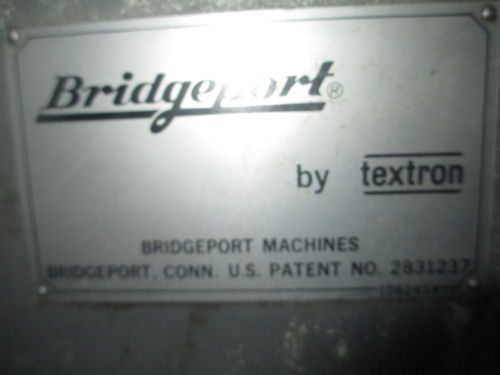 Bridgeport®
by textron
BRIDGEPORT MACHINES
BRIDGEPORT, CONN. U.S. PATENT NO. 2831237